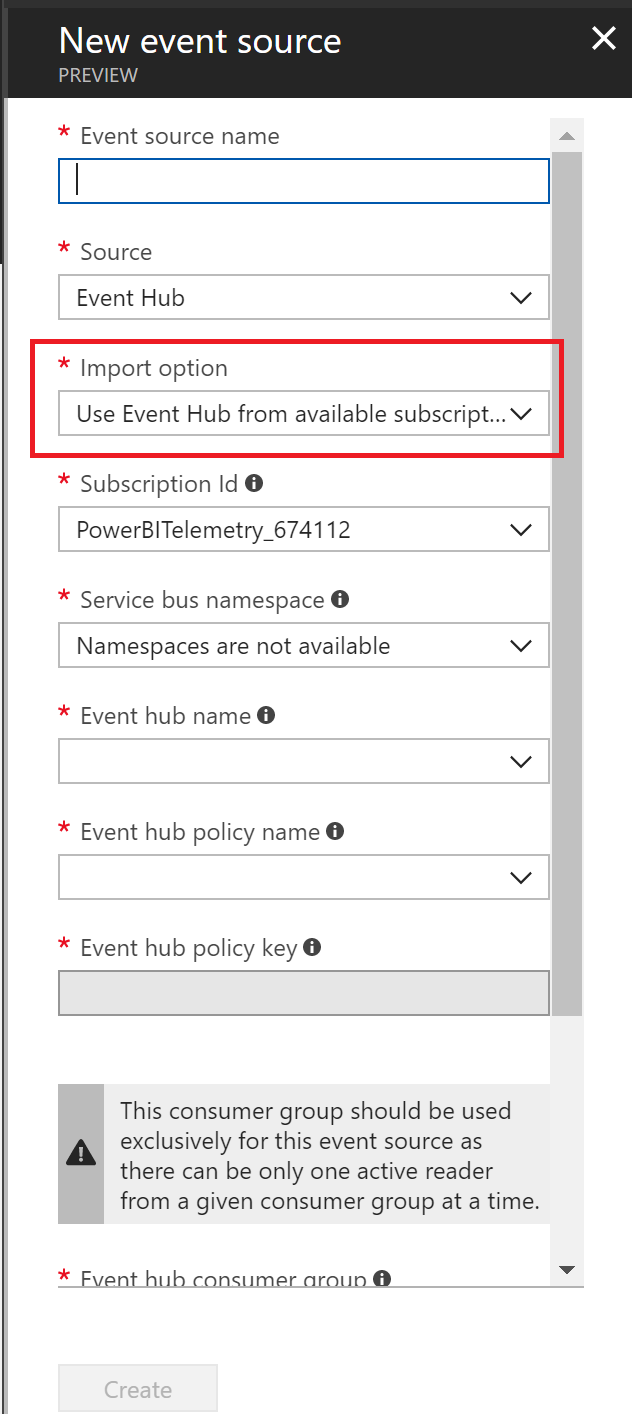 New event source
PREVIEW
* Event source name
* Source
Event Hub
* Import option
Use Event Hub from available subscript...
* Subscription Id
PowerBITelemetry_674112
* Service bus namespace
Namespaces are not available
* Event hub name
* Event hub policy name
* Event hub policy key
This consumer group should be used
exclusively for this event source as
there can be only one active reader
from a given consumer group at a time.
* Event hub consumer group
Create